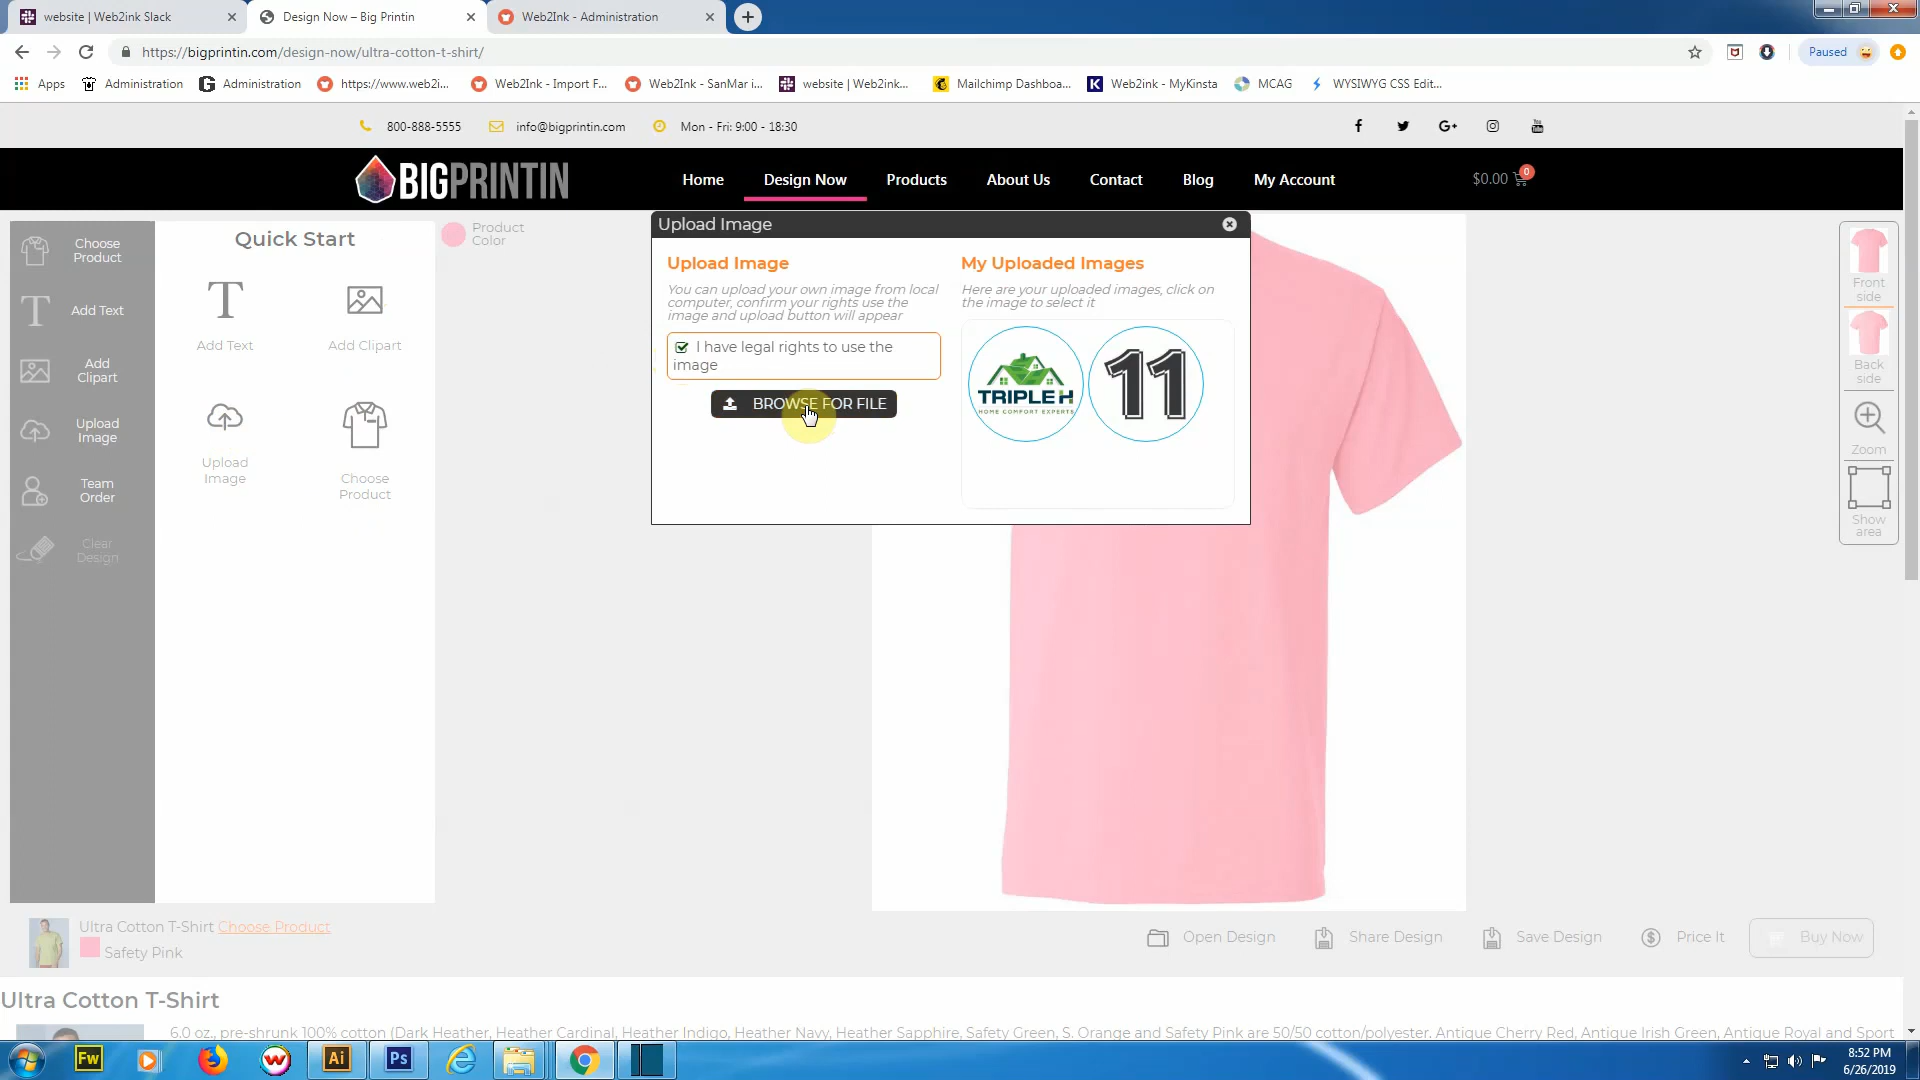 website | Web2ink Slack
Design Now – Big Printin
Web2Ink - Administration
https://bigprintin.com/design-now/ultra-cotton-t-shirt/
Paused
Apps
Administration
Administration
https://www.web2i...
Web2Ink - Import F...
Web2Ink - SanMar i...
website | Web2ink...
Mailchimp Dashboa...
Web2ink - MyKinsta
MCAG
WYSIWYG CSS Edit...
800-888-5555
info@bigprintin.com
Mon - Fri: 9:00 - 18:30
BIGPRINTIN
Home
Design Now
Products
About Us
Contact
Blog
My Account
$0.00
0
Choose
Product
Add Text
Add
Clipart
Upload
Image
Team
Order
Clear
Design
Quick Start
Add Text
Add Clipart
Upload
Image
Choose
Product
Product
Color
Upload Image
Upload Image
You can upload your own image from local
computer, confirm your rights use the
image and upload button will appear
I have legal rights to use the
image
BROWSE FOR FILE
My Uploaded Images
Here are your uploaded images, click on
the image to select it
TRIPLE H
HOME COMFORT EXPERTS
11
Front
side
Back
side
Zoom
Show
area
Ultra Cotton T-Shirt Choose Product
Safety Pink
Open Design
Share Design
Save Design
Price It
Buy Now
Ultra Cotton T-Shirt
6.0 oz., pre-shrunk 100% cotton (Dark Heather, Heather Cardinal, Heather Indigo, Heather Navy, Heather Sapphire, Safety Green, S. Orange and Safety Pink are 50/50 cotton/polyester, Antique Cherry Red, Antique Irish Green, Antique Royal and Sport
Fw
Ai
Ps
8:52 PM
6/26/2019